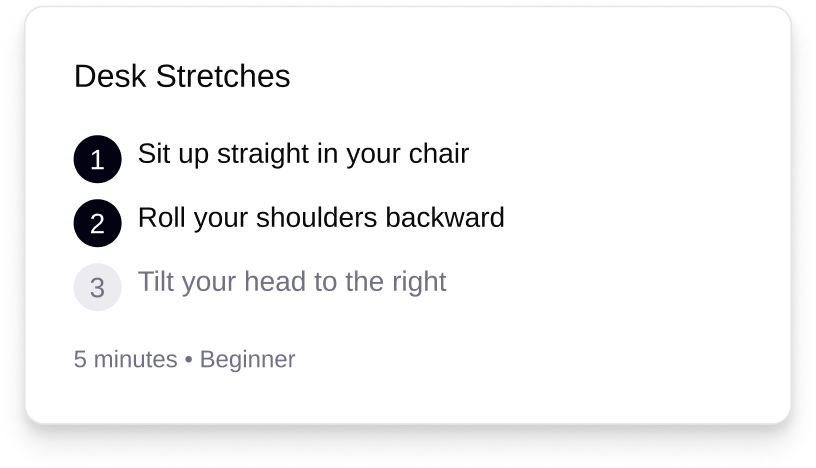 Desk Stretches
1 Sit up straight in your chair
2 Roll your shoulders backward
3 Tilt your head to the right
5 minutes • Beginner